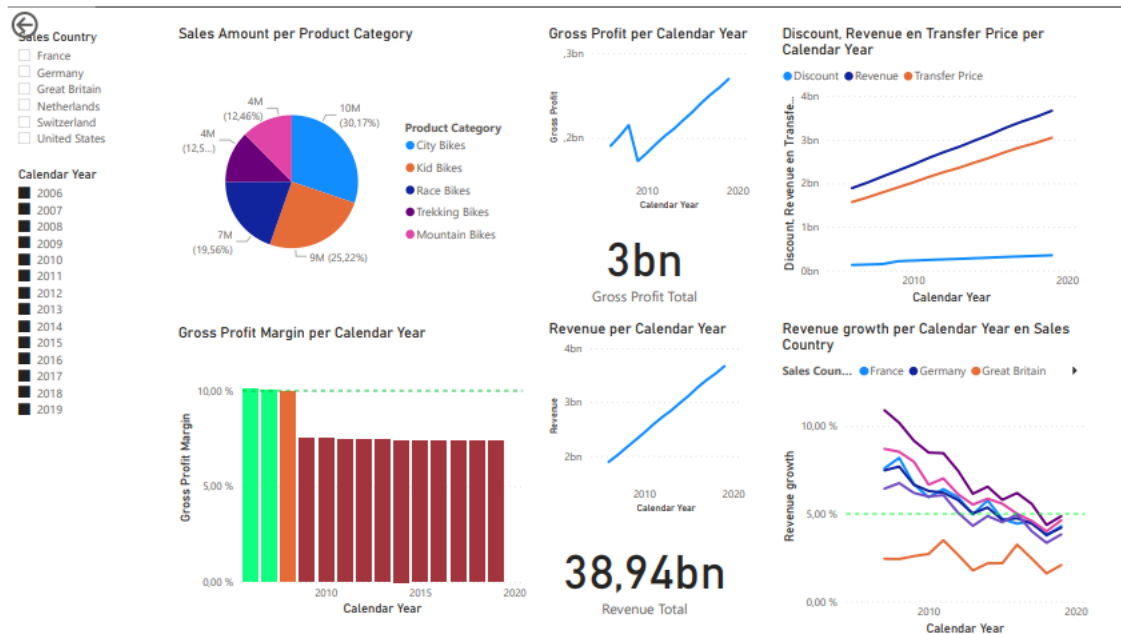 Sales Country
France
Germany
Great Britain
Netherlands
Switzerland
United States
Calendar Year
2006
2007
2008
2009
2010
2011
2012
2013
2014
2015
2016
2017
2018
2019
Sales Amount per Product Category
4M
(12,46%)
10M
(30,17%)
4M
(12,5...)
7M
(19,56%)
9M (25,22%)
Product Category
City Bikes
Kid Bikes
Race Bikes
Trekking Bikes
Mountain Bikes
Gross Profit per Calendar Year
,3bn
,2bn
Gross Profit
2010
2020
Calendar Year
3bn
Gross Profit Total
Discount, Revenue en Transfer Price per
Calendar Year
Discount
Revenue
Transfer Price
4bn
3bn
2bn
1bn
0bn
Discount, Revenue en Transfe...
2010
2020
Calendar Year
Gross Profit Margin per Calendar Year
10,00 %
5,00 %
0,00 %
Gross Profit Margin
2010
2015
2020
Calendar Year
Revenue per Calendar Year
4bn
3bn
2bn
Revenue
2010
2020
Calendar Year
38,94bn
Revenue Total
Revenue growth per Calendar Year en Sales
Country
Sales Coun...
France
Germany
Great Britain
10,00 %
5,00 %
0,00 %
Revenue growth
2010
2020
Calendar Year